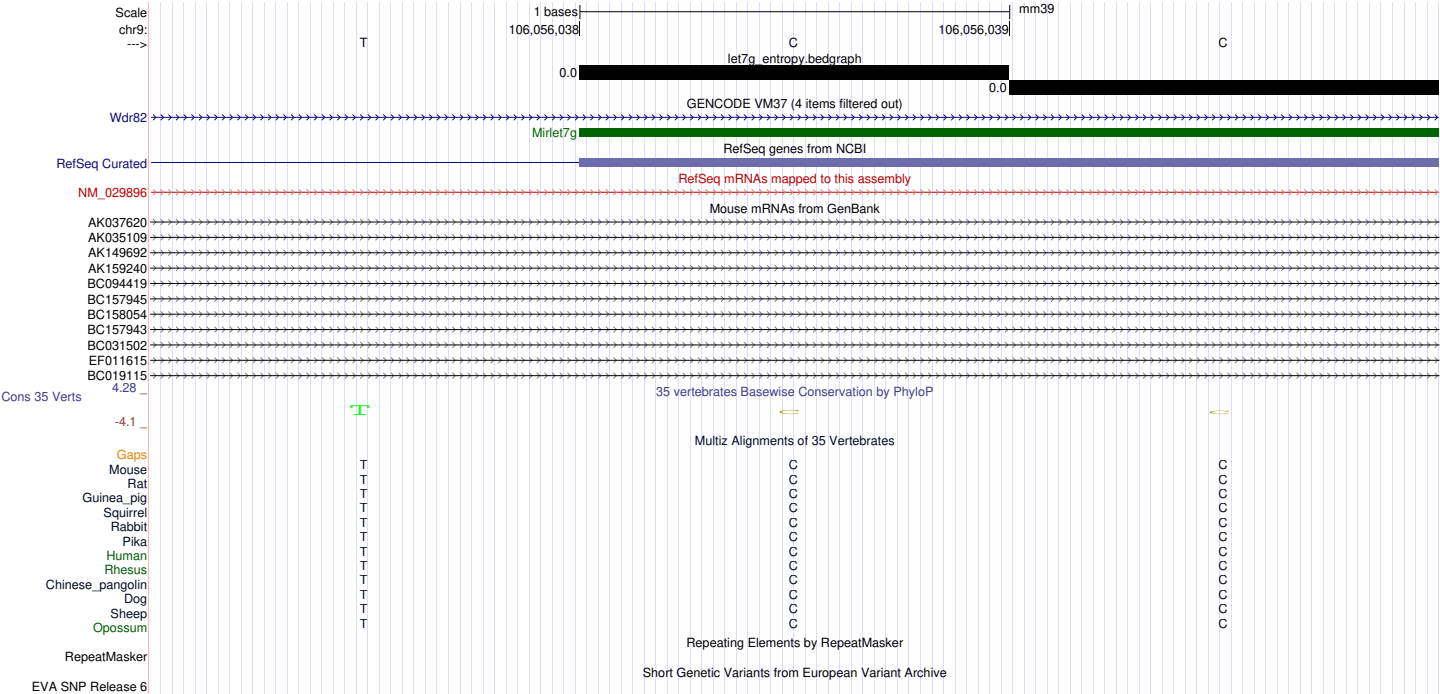 Scale 1 bases mm39
chr9: 106,056,038 106,056,039
---> T C C
let7g_entropy.bedgraph
0.0
0.0
GENCODE VM37 (4 items filtered out)
Wdr82
Mirlet7g
RefSeq genes from NCBI
RefSeq Curated
RefSeq mRNAs mapped to this assembly
NM_029896
Mouse mRNAs from GenBank
AK037620
AK035109
AK149692
AK159240
BC094419
BC157945
BC158054
BC157943
BC031502
EF011615
BC019115
4.28 _
35 vertebrates Basewise Conservation by PhyloP
Cons 35 Verts
T C C
-4.1 _
Multiz Alignments of 35 Vertebrates
Gaps
Mouse T C C
Rat T C C
Guinea_pig T C C
Squirrel T C C
Rabbit T C C
Pika T C C
Human T C C
Rhesus T C C
Chinese_pangolin T C C
Dog T C C
Sheep T C C
Opossum T C C
Repeating Elements by RepeatMasker
RepeatMasker
Short Genetic Variants from European Variant Archive
EVA SNP Release 6